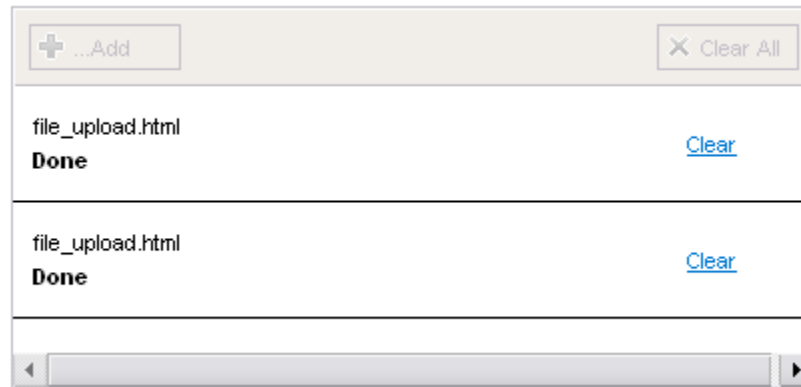 ...Add
Clear All
file_upload.html
Done
Clear
file_upload.html
Done
Clear